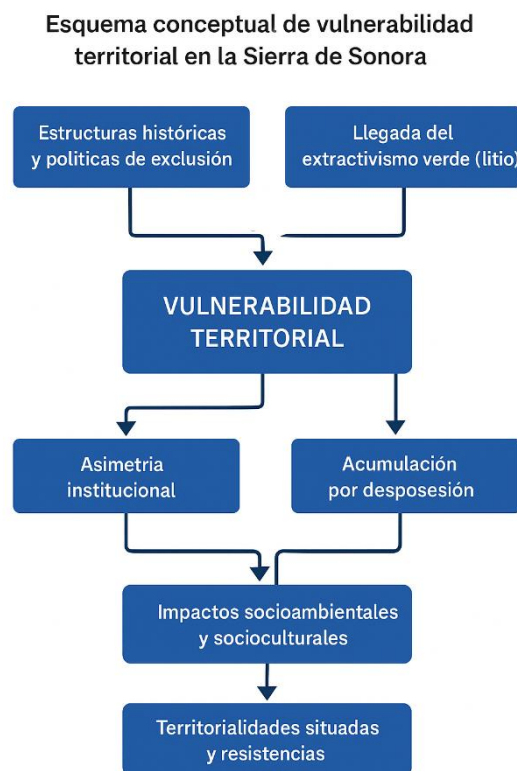 Esquema conceptual de vulnerabilidad
territorial en la Sierra de Sonora
Estructuras históricas
y politicas de exclusión
Llegada del
extractivismo verde (litio)
VULNERABILIDAD
TERRITORIAL
Asimetria
institucional
Acumulación
por desposesión
Impactos socioambientales
y socioculturales
Territorialidades situadas
y resistencias